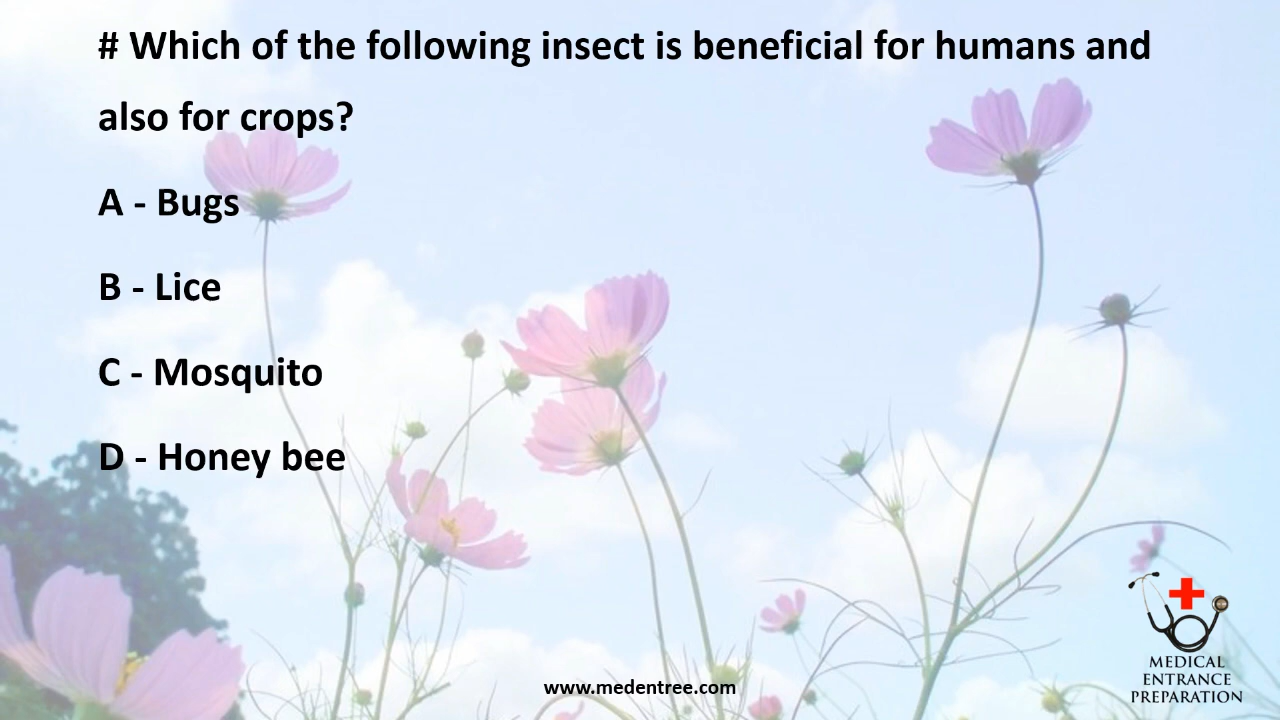 # Which of the following insect is beneficial for humans and
also for crops?
A - Bugs
B - Lice
C - Mosquito
D - Honey bee
www.medentree.com
MEDICAL
ENTRANCE
PREPARATION